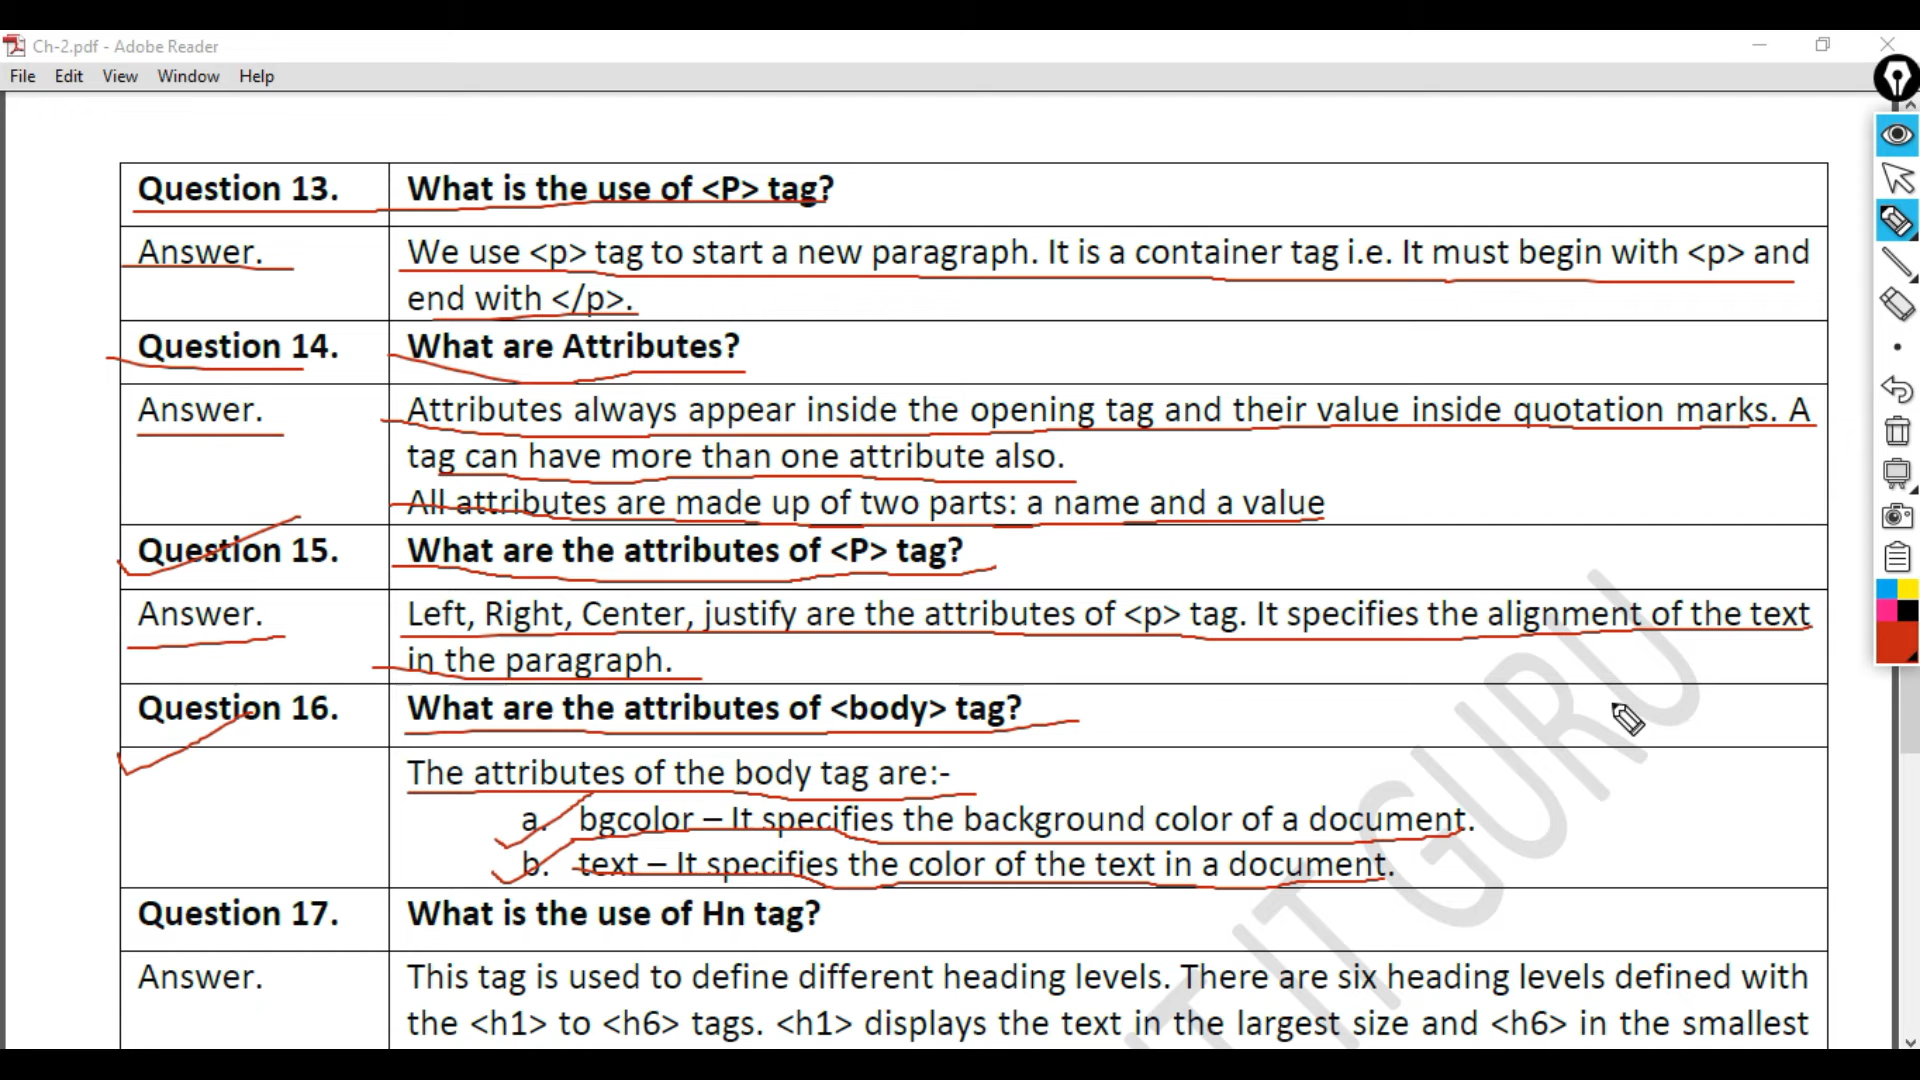 Ch-2.pdf - Adobe Reader
File Edit View Window Help
Question 13. What is the use of <P> tag?
Answer. We use <p> tag to start a new paragraph. It is a container tag i.e. It must begin with <p> and
end with </p>.
Question 14. What are Attributes?
Answer. Attributes always appear inside the opening tag and their value inside quotation marks. A
tag can have more than one attribute also.
All attributes are made up of two parts: a name and a value
Question 15. What are the attributes of <P> tag?
Answer. Left, Right, Center, justify are the attributes of <p> tag. It specifies the alignment of the text
in the paragraph.
Question 16. What are the attributes of <body> tag?
The attributes of the body tag are:-
a. bgcolor – It specifies the background color of a document.
b. text – It specifies the color of the text in a document.
Question 17. What is the use of Hn tag?
Answer. This tag is used to define different heading levels. There are six heading levels defined with
the <h1> to <h6> tags. <h1> displays the text in the largest size and <h6> in the smallest
IT GURU